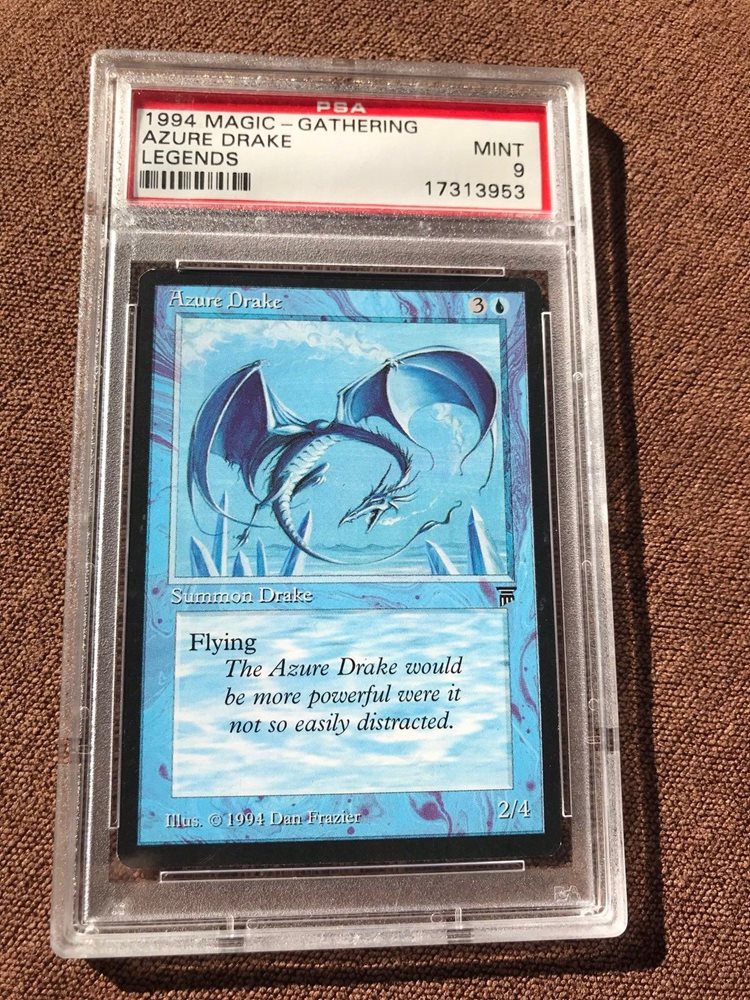 PSA
1994 MAGIC – GATHERING
AZURE DRAKE
MINT
LEGENDS
9
17313953
Azure Drake
3
Summon Drake
Flying
The Azure Drake would
be more powerful were it
not so easily distracted.
Illus. © 1994 Dan Frazier
2/4